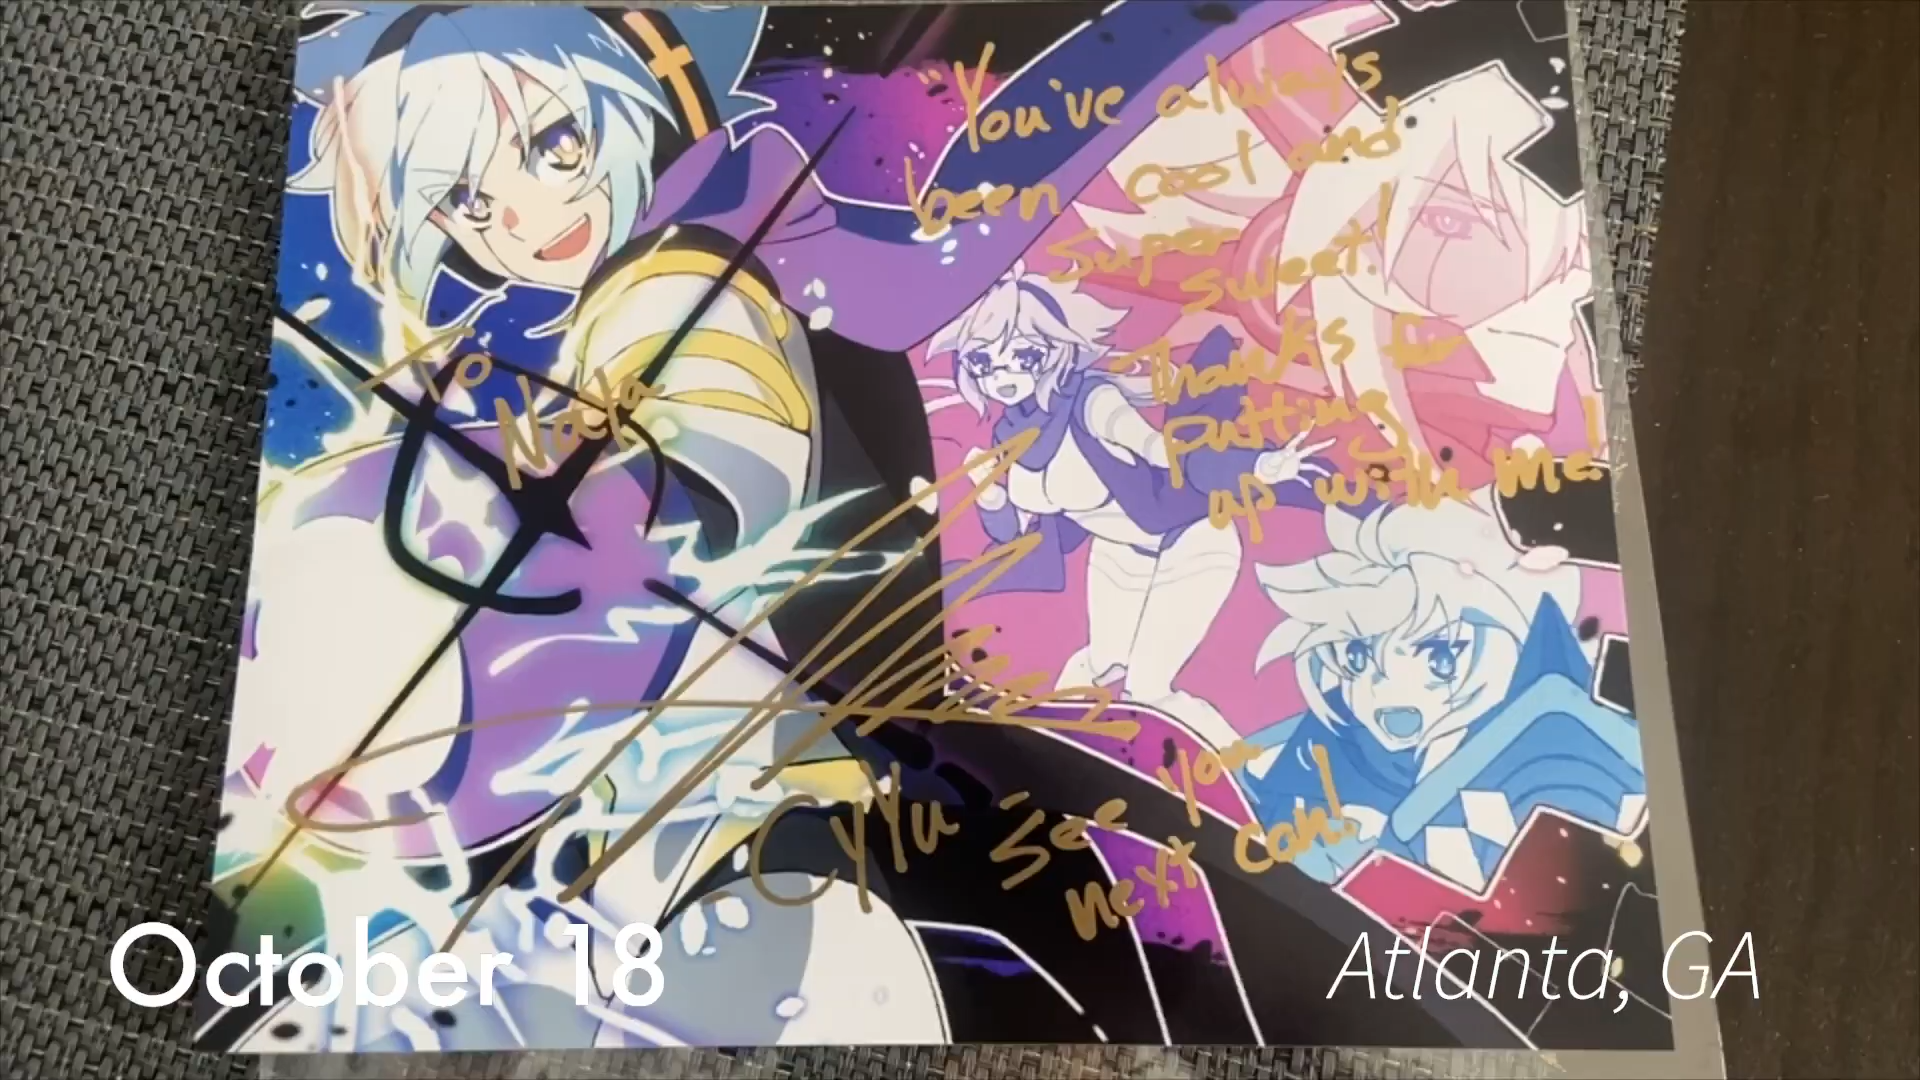 "You've always
been cool and
super
sweet!
Thanks for
putting
up with me!
To
Naya
CyYu
See you
next con!
October 18
Atlanta, GA